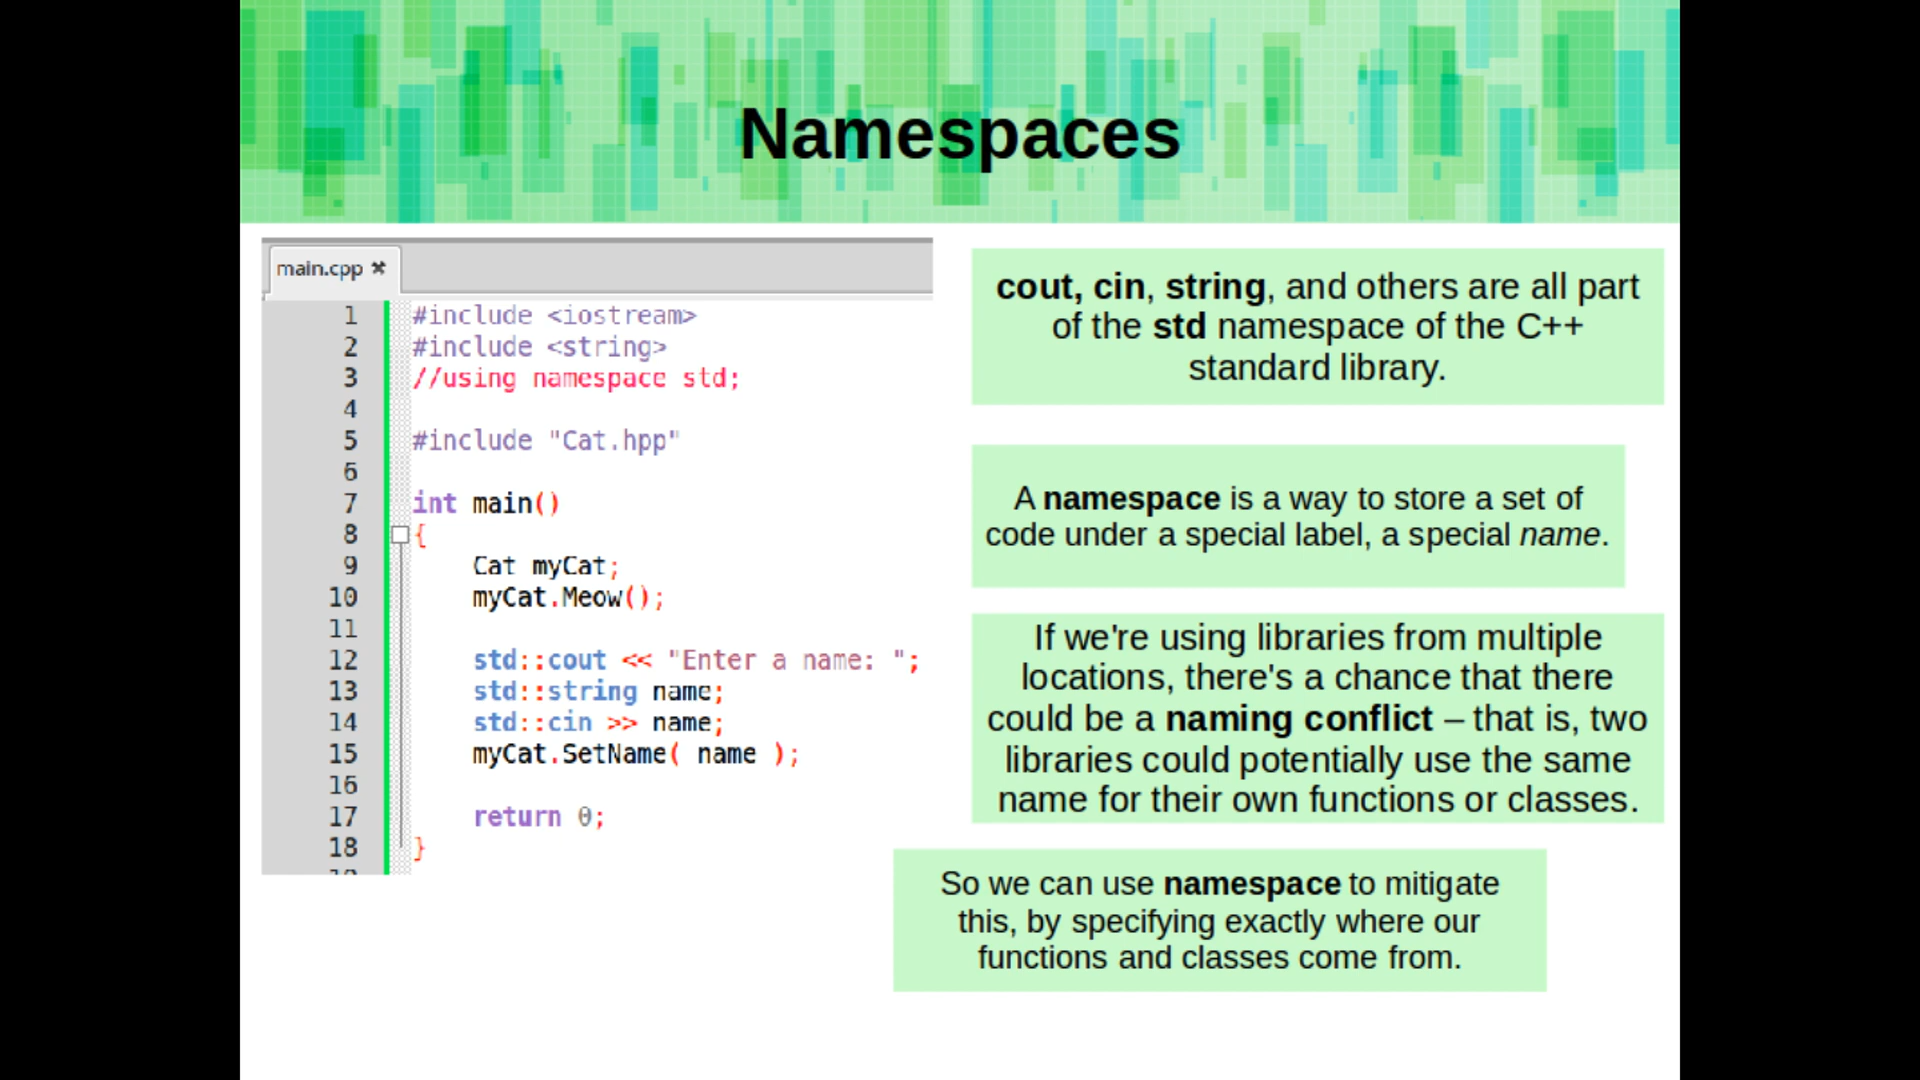 Namespaces
main.cpp ✖
1 #include <iostream>
2 #include <string>
3 //using namespace std;
4
5 #include "Cat.hpp"
6
7 int main()
8 {
9 Cat myCat;
10 myCat.Meow();
11
12 std::cout << "Enter a name: ";
13 std::string name;
14 std::cin >> name;
15 myCat.SetName( name );
16
17 return 0;
18 }
cout, cin, string, and others are all part
of the std namespace of the C++
standard library.
A namespace is a way to store a set of
code under a special label, a special name.
If we're using libraries from multiple
locations, there's a chance that there
could be a naming conflict – that is, two
libraries could potentially use the same
name for their own functions or classes.
So we can use namespace to mitigate
this, by specifying exactly where our
functions and classes come from.